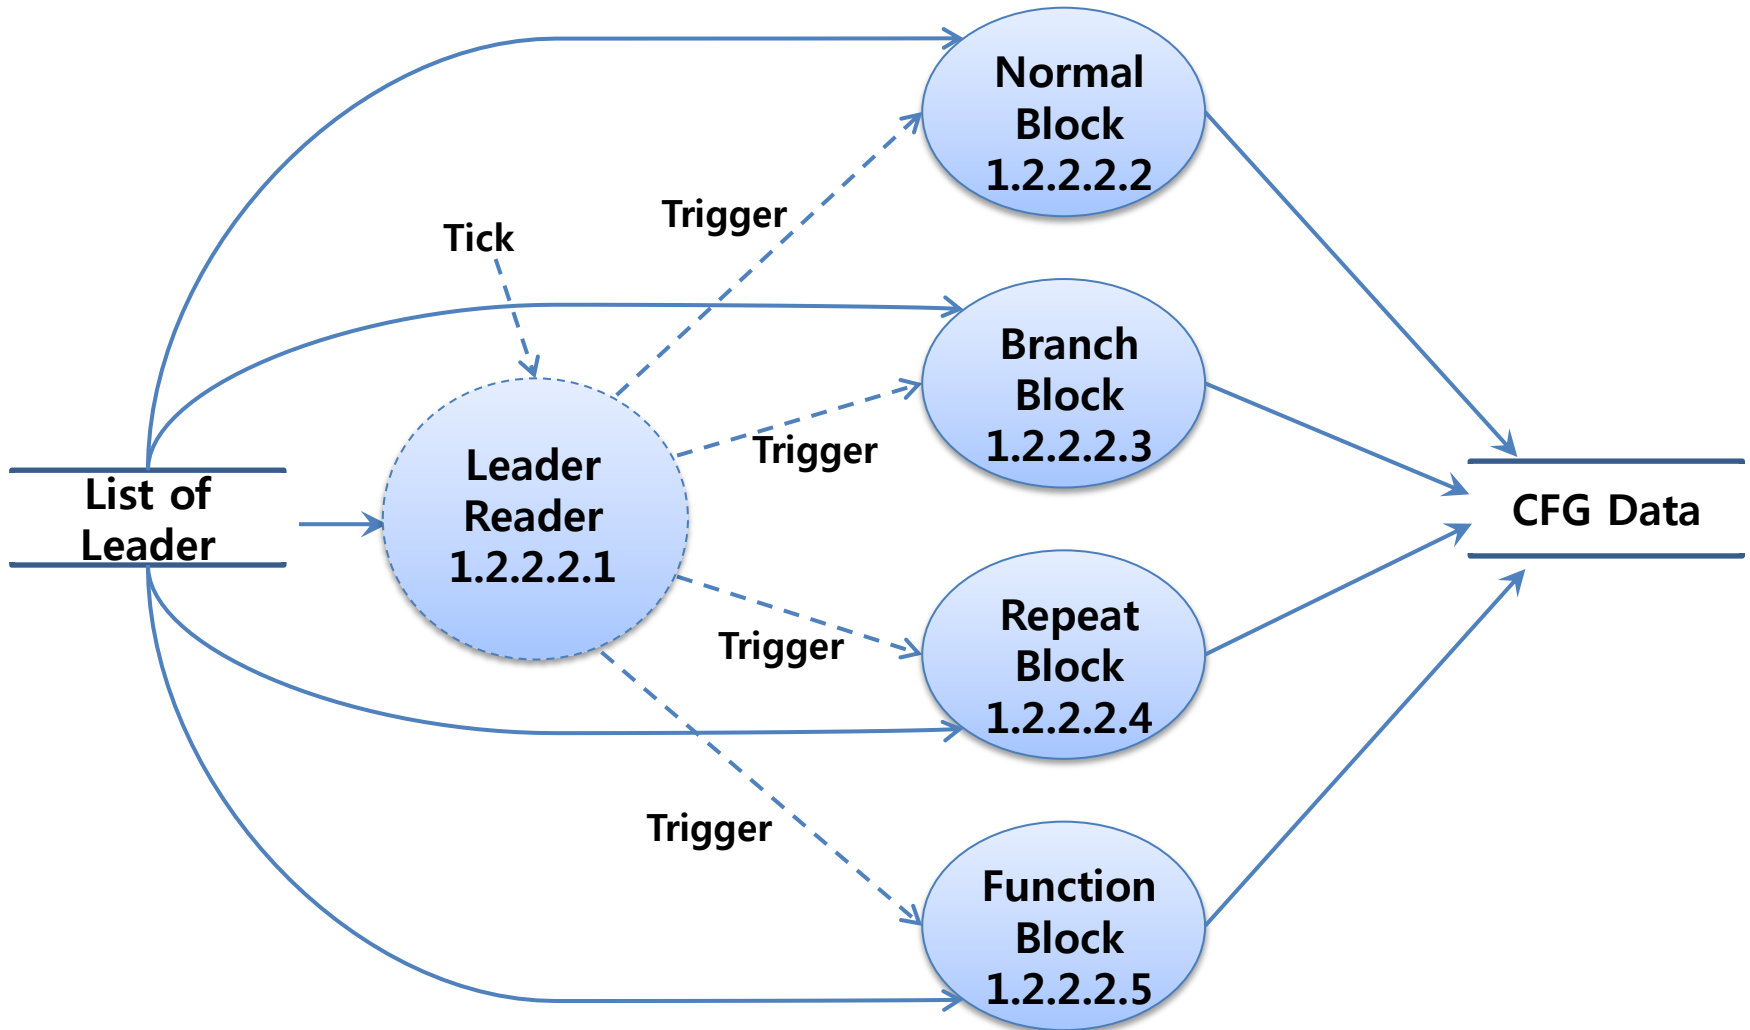 Normal
Block
1.2.2.2.2
Trigger
Tick
Branch
Block
1.2.2.2.3
Trigger
List of
Leader
Leader
Reader
1.2.2.2.1
CFG Data
Trigger
Repeat
Block
1.2.2.2.4
Trigger
Function
Block
1.2.2.2.5